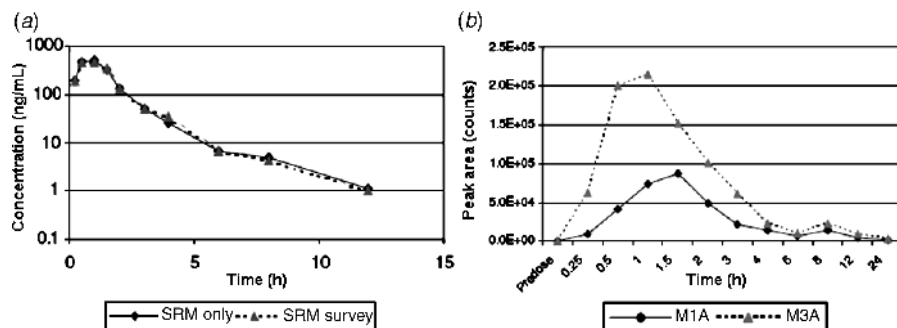 (a)
1000
100
10
1
0.1
Concentration (ng/mL)
0
5
10
15
Time (h)
SRM only
SRM survey
(b)
2.5E+05
2.0E+05
1.5E+05
1.0E+05
5.0E+04
0.0E+00
Peak area (counts)
Predose
0.25
0.5
1
1.5
2
3
4
6
8
12
24
Time (h)
M1A
M3A